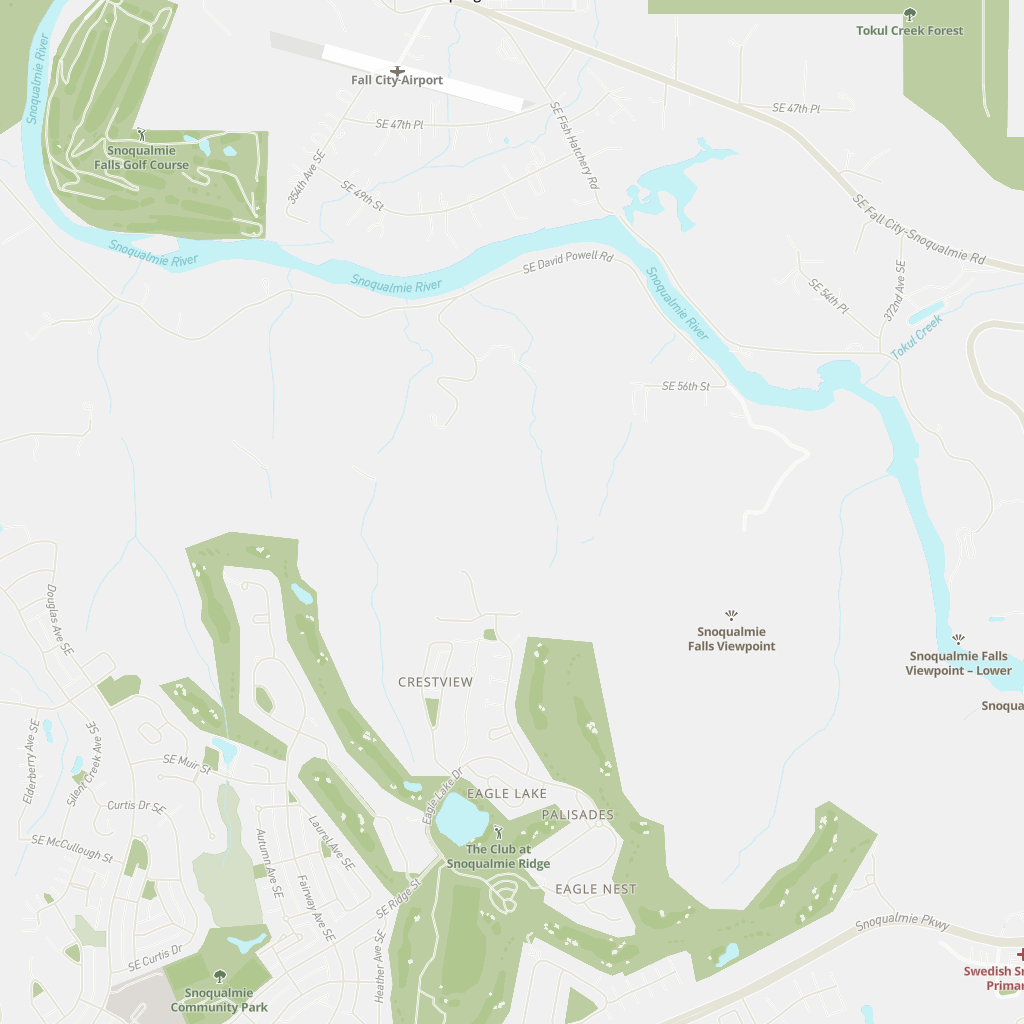 Tokul Creek Forest
Snoqualmie River
Fall City Airport
SE 47th Pl
SE 47th Pl
SE Fish Hatchery Rd
Snoqualmie
Falls Golf Course
354th Ave SE
SE 49th St
SE Fall City-Snoqualmie Rd
Snoqualmie River
Snoqualmie River
SE David Powell Rd
Snoqualmie River
SE 54th Pl
372nd Ave SE
Tokul Creek
SE 56th St
Douglas Ave SE
Snoqualmie
Falls Viewpoint
Snoqualmie Falls
Viewpoint – Lower
Snoqua
CRESTVIEW
Elderberry Ave SE
Silent Creek Ave SE
SE Muir St
Eagle Lake Dr
EAGLE LAKE
PALISADES
Curtis Dr SE
SE McCullough St
Laurel Ave SE
Autumn Ave SE
The Club at
Snoqualmie Ridge
EAGLE NEST
Fairway Ave SE
SE Ridge St
Snoqualmie Pkwy
SE Curtis Dr
Heather Ave SE
Snoqualmie
Community Park
Swedish Sn
Primar